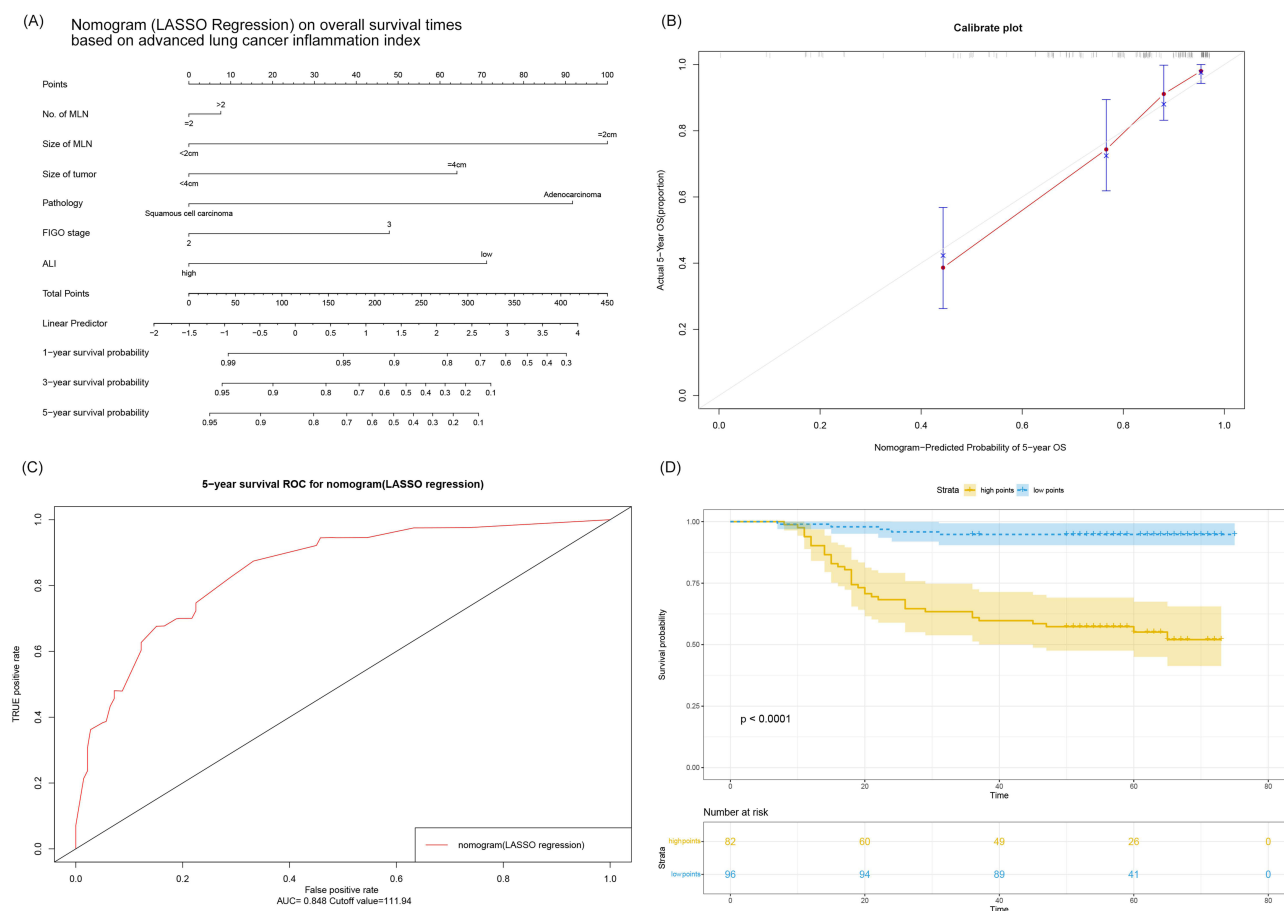 (A)
Nomogram (LASSO Regression) on overall survival times
based on advanced lung cancer inflammation index
Points
0 10 20 30 40 50 60 70 80 90 100
No. of MLN
>2
=2
Size of MLN
=2cm
<2cm
Size of tumor
=4cm
<4cm
Pathology
Adenocarcinoma
Squamous cell carcinoma
FIGO stage
3
2
ALI
low
high
Total Points
0 50 100 150 200 250 300 350 400 450
Linear Predictor
−2 −1.5 −1 −0.5 0 0.5 1 1.5 2 2.5 3 3.5 4
1−year survival probability
0.99 0.95 0.9 0.8 0.7 0.6 0.5 0.4 0.3
3−year survival probability
0.95 0.9 0.8 0.7 0.6 0.5 0.4 0.3 0.2 0.1
5−year survival probability
0.95 0.9 0.8 0.7 0.6 0.5 0.4 0.3 0.2 0.1
(B)
Calibrate plot
Actual 5−Year OS(proportion)
1.0
0.8
0.6
0.4
0.2
0.0
0.0 0.2 0.4 0.6 0.8 1.0
Nomogram−Predicted Probability of 5−year OS
(C)
5−year survival ROC for nomogram(LASSO regression)
TRUE positive rate
1.0
0.8
0.6
0.4
0.2
0.0
nomogram(LASSO regression)
0.0 0.2 0.4 0.6 0.8 1.0
False positive rate
AUC= 0.848 Cutoff value=111.94
(D)
Strata high points low points
Survival probability
1.00
0.75
0.50
0.25
0.00
p < 0.0001
0 20 40 60 80
Time
Number at risk
Strata
high points 82 60 49 26 0
low points 96 94 89 41 0
0 20 40 60 80
Time